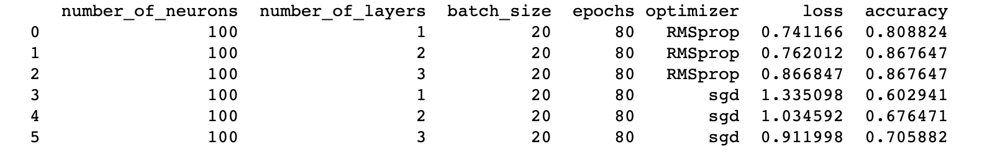 number_of_neurons number_of_layers batch_size epochs optimizer loss accuracy
0 100 1 20 80 RMSprop 0.741166 0.808824
1 100 2 20 80 RMSprop 0.762012 0.867647
2 100 3 20 80 RMSprop 0.866847 0.867647
3 100 1 20 80 sgd 1.335098 0.602941
4 100 2 20 80 sgd 1.034592 0.676471
5 100 3 20 80 sgd 0.911998 0.705882